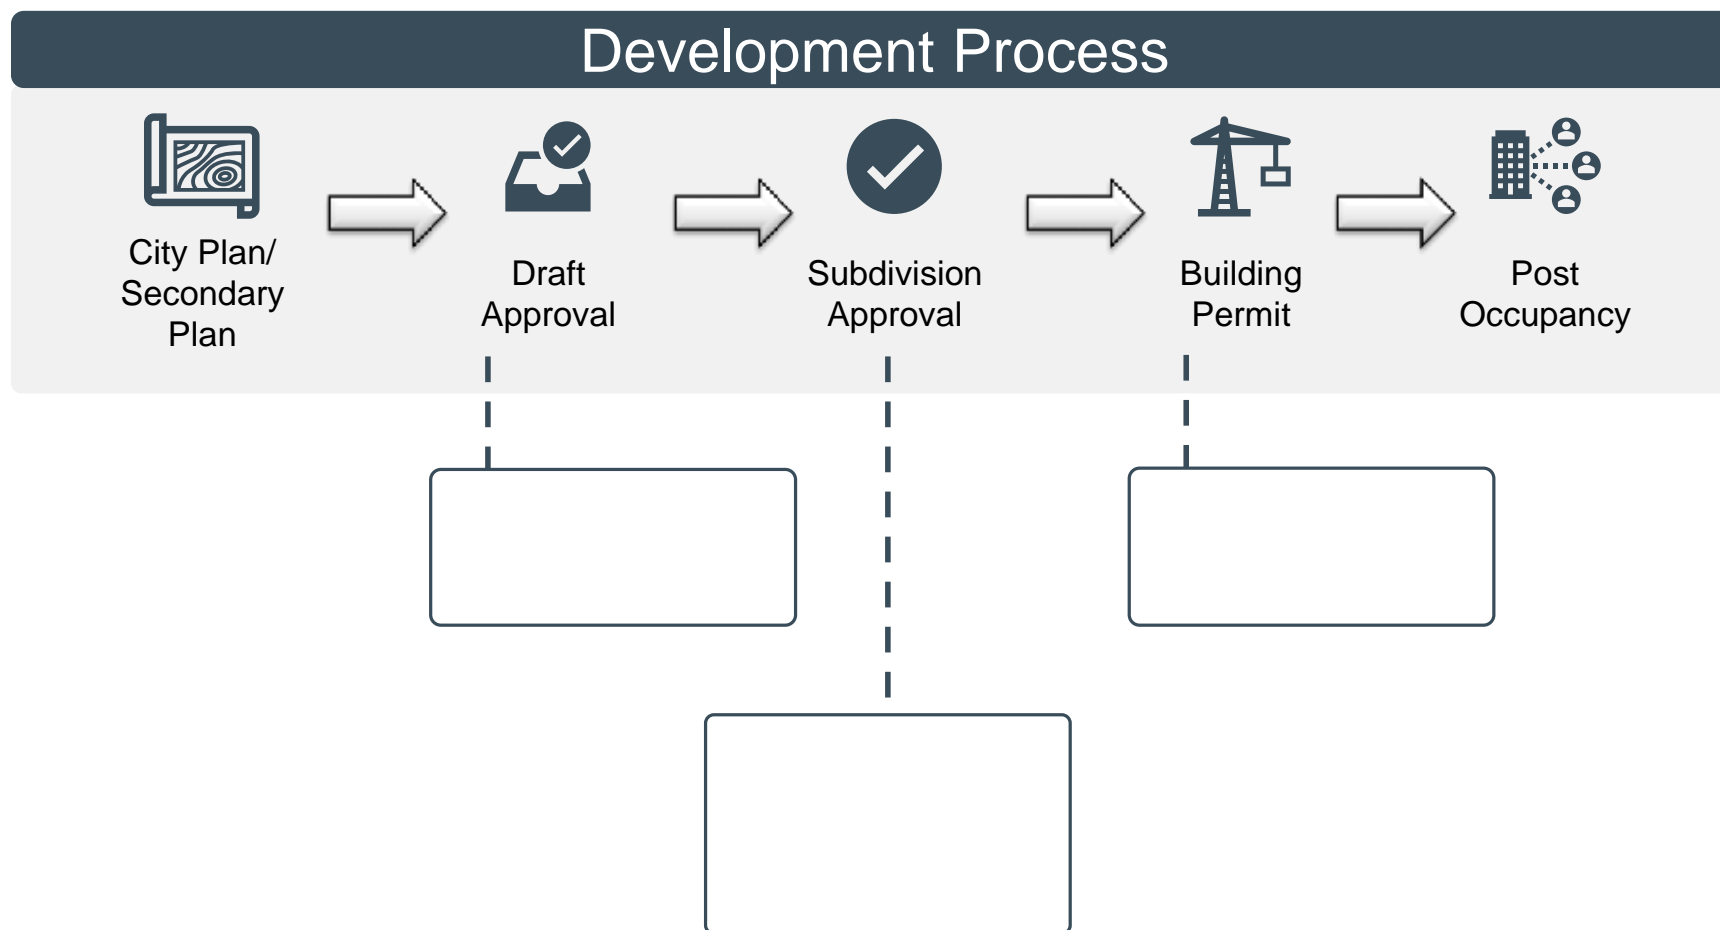 Development Process
City Plan/
Secondary
Plan
Draft
Approval
Subdivision
Approval
Building
Permit
Post
Occupancy